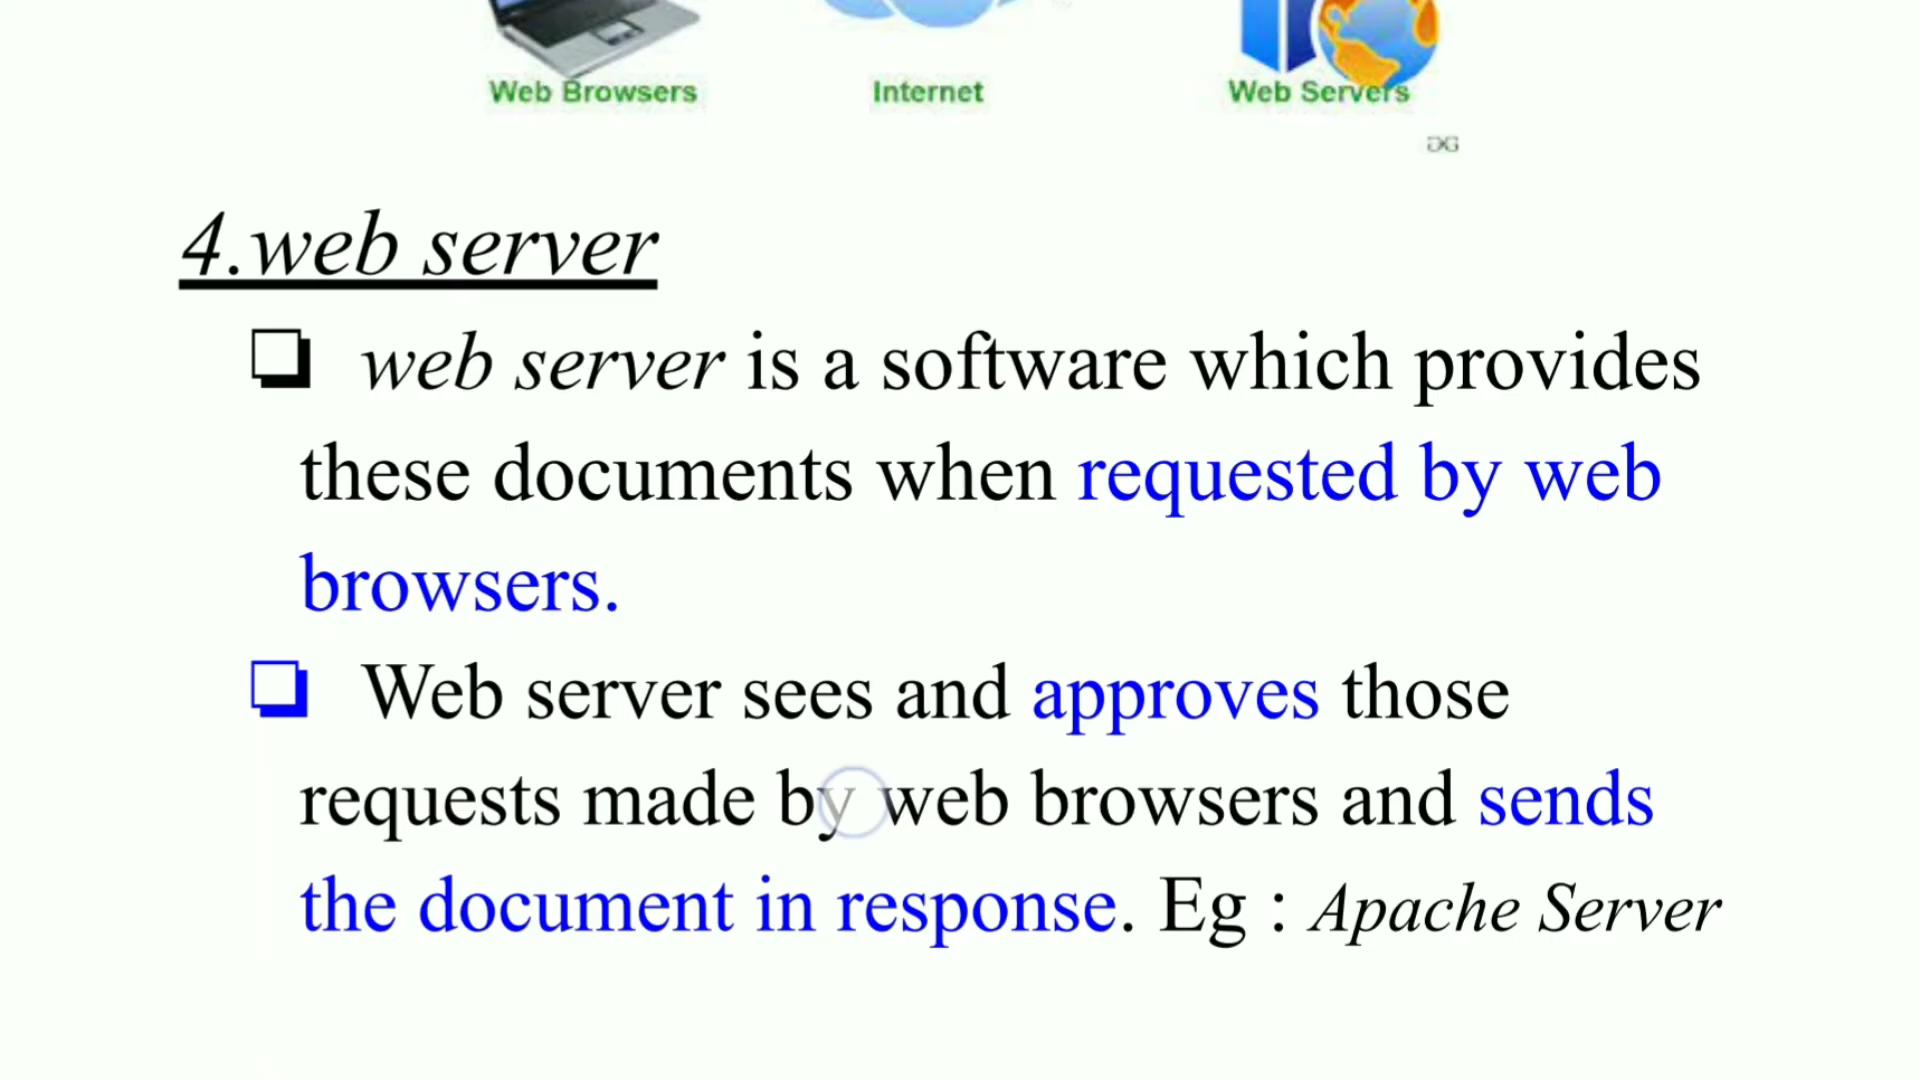 Web Browsers Internet Web Servers
GG
4.web server
❏ web server is a software which provides
these documents when requested by web
browsers.
❏ Web server sees and approves those
requests made by web browsers and sends
the document in response. Eg : Apache Server